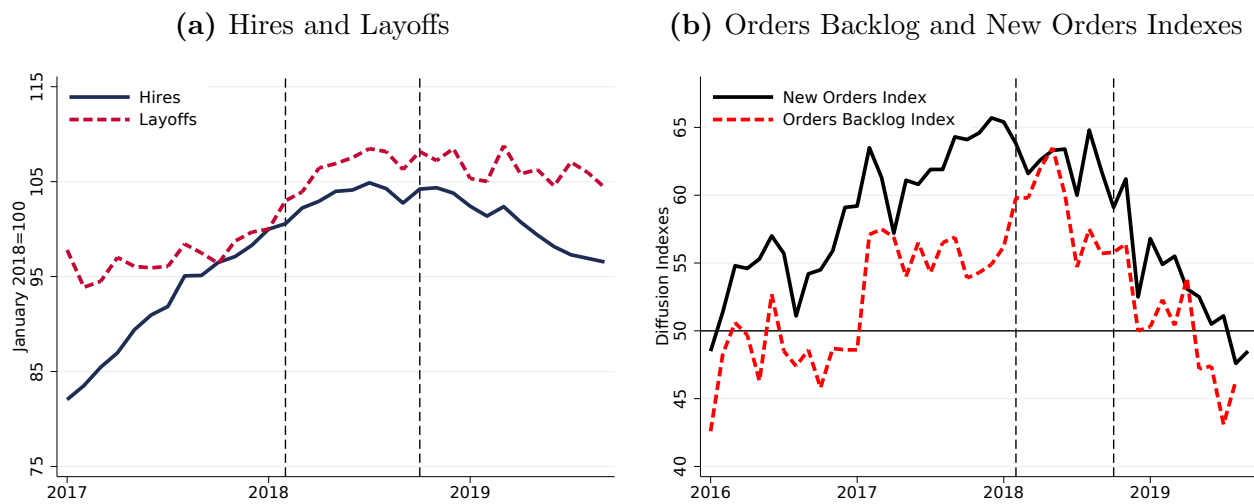 (a) Hires and Layoffs
January 2018=100
115
105
95
85
75
Hires
Layoffs
2017
2018
2019
(b) Orders Backlog and New Orders Indexes
Diffusion Indexes
65
60
55
50
45
40
New Orders Index
Orders Backlog Index
2016
2017
2018
2019